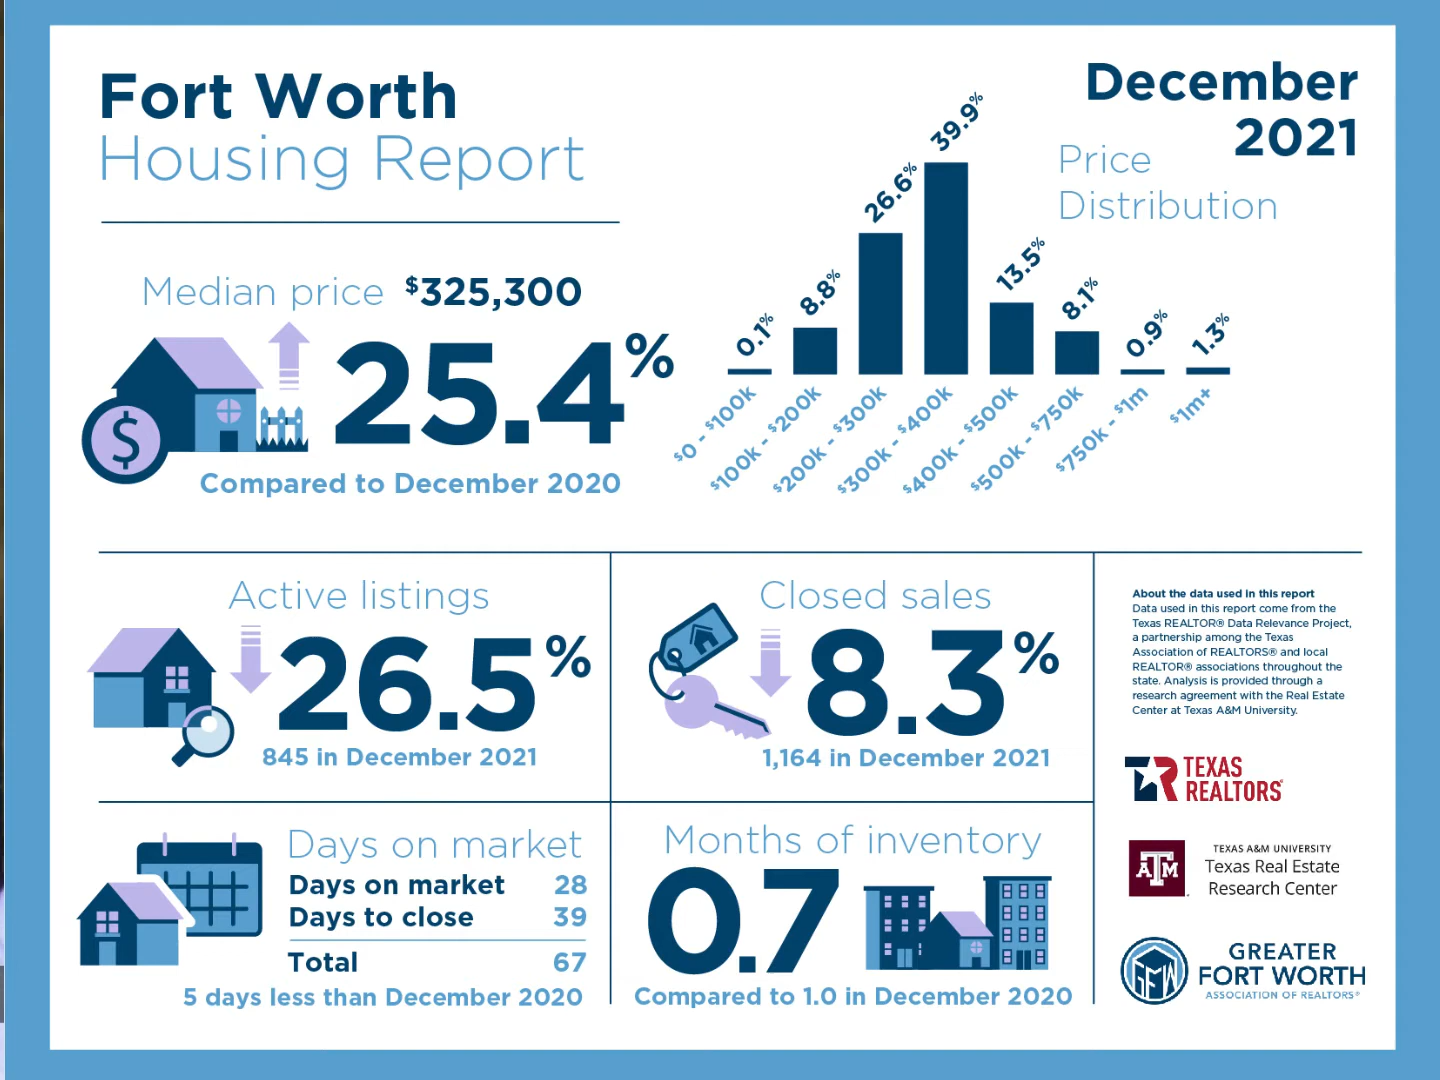 Fort Worth
Housing Report
December
2021
Price
Distribution
Median price $325,300
25.4%
Compared to December 2020
0.1%
8.8%
26.6%
39.9%
13.5%
8.1%
0.9%
1.3%
$0 - $100k
$100k - $200k
$200k - $300k
$300k - $400k
$400k - $500k
$500k - $750k
$750k - $1m
$1m+
$
Active listings
26.5%
845 in December 2021
Closed sales
8.3%
1,164 in December 2021
Days on market
Days on market 28
Days to close 39
Total 67
5 days less than December 2020
Months of inventory
0.7
Compared to 1.0 in December 2020
About the data used in this report
Data used in this report come from the
Texas REALTOR® Data Relevance Project,
a partnership among the Texas
Association of REALTORS® and local
REALTOR® associations throughout the
state. Analysis is provided through a
research agreement with the Real Estate
Center at Texas A&M University.
TR TEXAS
REALTORS®
ATM
TEXAS A&M UNIVERSITY
Texas Real Estate
Research Center
GFW
GREATER
FORT WORTH
ASSOCIATION OF REALTORS®